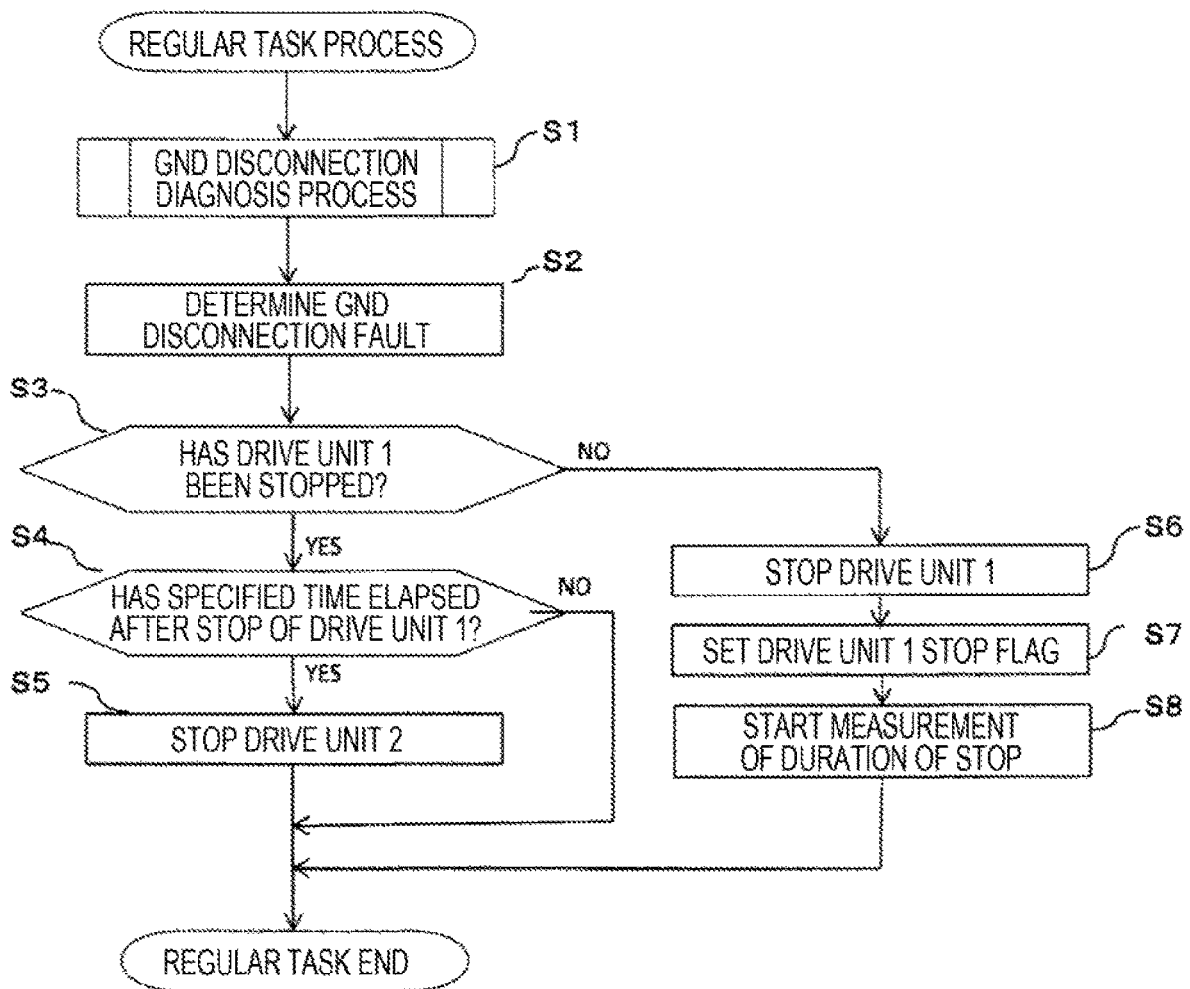 REGULAR TASK PROCESS
S1
GND DISCONNECTION
DIAGNOSIS PROCESS
S2
DETERMINE GND
DISCONNECTION FAULT
S3
HAS DRIVE UNIT 1
BEEN STOPPED?
NO
YES
S4
HAS SPECIFIED TIME ELAPSED
AFTER STOP OF DRIVE UNIT 1?
NO
YES
S5
STOP DRIVE UNIT 2
S6
STOP DRIVE UNIT 1
S7
SET DRIVE UNIT 1 STOP FLAG
S8
START MEASUREMENT
OF DURATION OF STOP
REGULAR TASK END